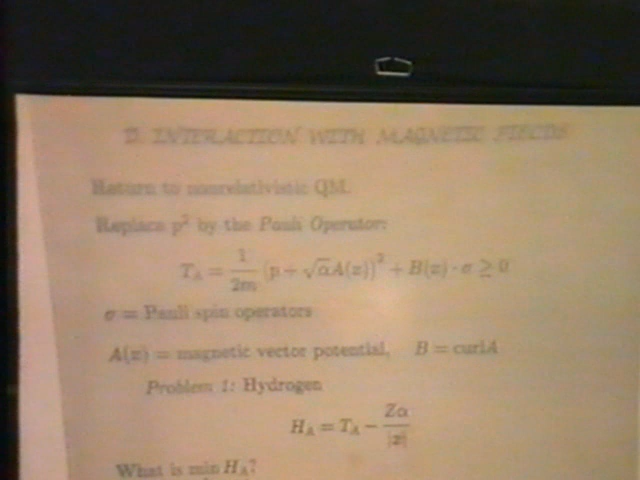 D. INTERACTION WITH MAGNETIC FIELDS
Return to nonrelativistic QM.
Replace p² by the Pauli Operator:
T_A = 1/2m (p + √α A(x))² + B(x) · σ ≥ 0
σ = Pauli spin operators
A(x) = magnetic vector potential, B = curlA
Problem 1: Hydrogen
H_A = T_A − Zα/|x|
What is min H_A?